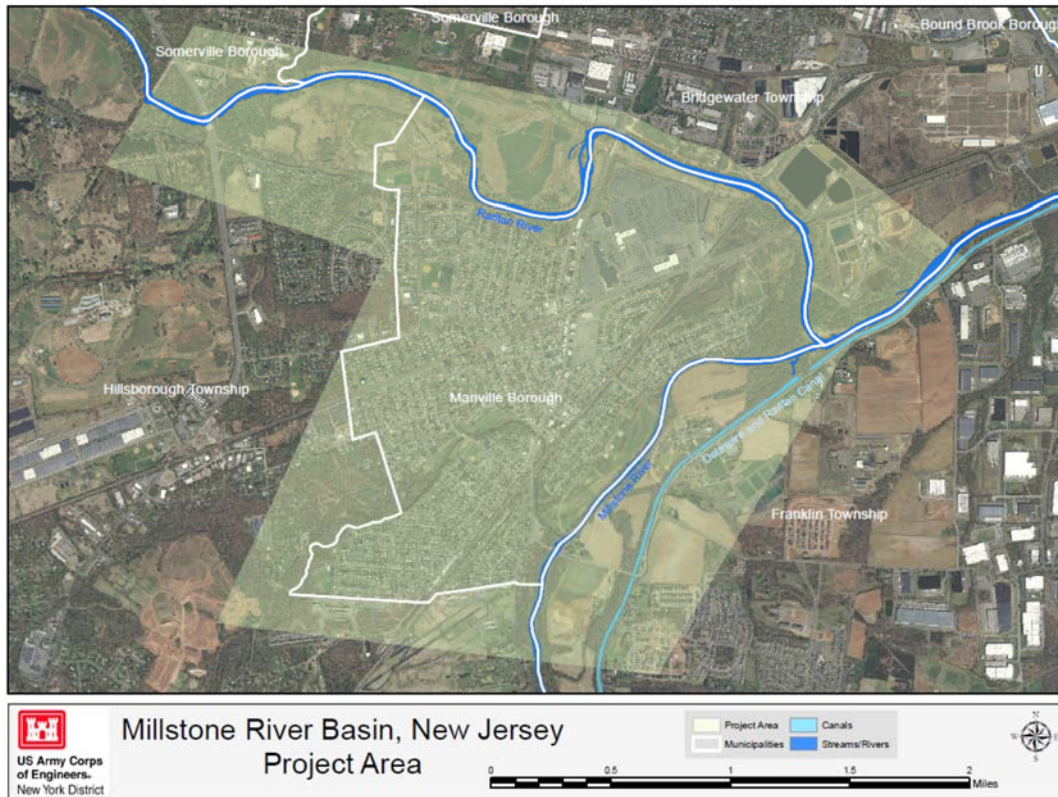 Somerville Borough
Bound Brook Borough
Somerville Borough
U
Bridgewater Township
Raritan River
Hillsborough Township
Manville Borough
Delaware and Raritan Canal
Millstone River
Franklin Township
US Army Corps
of Engineers.
New York District
Millstone River Basin, New Jersey
Project Area
Project Area
Canals
Municipalities
Streams/Rivers
N
W
E
S
0
0.5
1
1.5
2
Miles